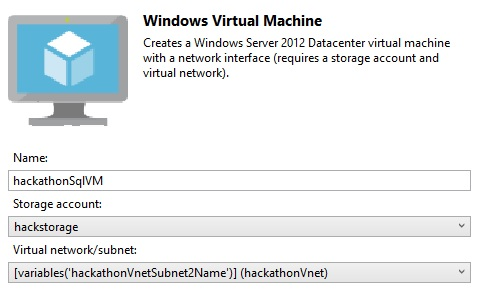 Windows Virtual Machine
Creates a Windows Server 2012 Datacenter virtual machine
with a network interface (requires a storage account and
virtual network).
Name:
hackathonSqlVM
Storage account:
hackstorage
Virtual network/subnet:
[variables('hackathonVnetSubnet2Name')] (hackathonVnet)